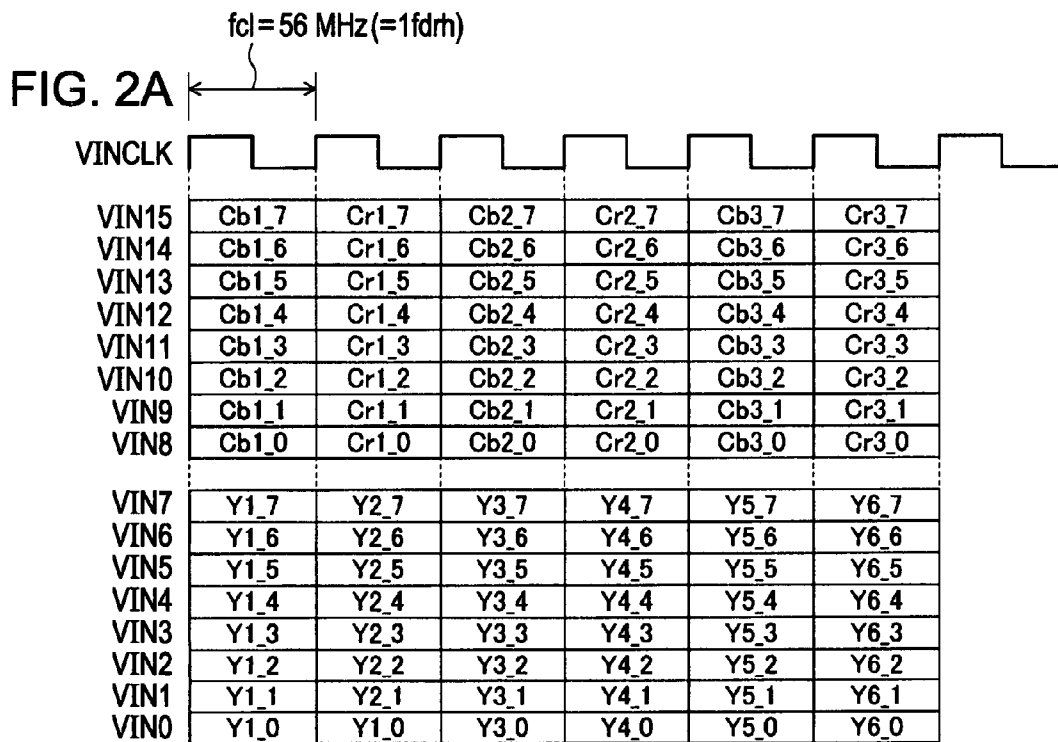 fcl = 56 MHz (=1fdrh)
FIG. 2A
VINCLK
VIN15 Cb1_7 Cr1_7 Cb2_7 Cr2_7 Cb3_7 Cr3_7
VIN14 Cb1_6 Cr1_6 Cb2_6 Cr2_6 Cb3_6 Cr3_6
VIN13 Cb1_5 Cr1_5 Cb2_5 Cr2_5 Cb3_5 Cr3_5
VIN12 Cb1_4 Cr1_4 Cb2_4 Cr2_4 Cb3_4 Cr3_4
VIN11 Cb1_3 Cr1_3 Cb2_3 Cr2_3 Cb3_3 Cr3_3
VIN10 Cb1_2 Cr1_2 Cb2_2 Cr2_2 Cb3_2 Cr3_2
VIN9 Cb1_1 Cr1_1 Cb2_1 Cr2_1 Cb3_1 Cr3_1
VIN8 Cb1_0 Cr1_0 Cb2_0 Cr2_0 Cb3_0 Cr3_0
VIN7 Y1_7 Y2_7 Y3_7 Y4_7 Y5_7 Y6_7
VIN6 Y1_6 Y2_6 Y3_6 Y4_6 Y5_6 Y6_6
VIN5 Y1_5 Y2_5 Y3_5 Y4_5 Y5_5 Y6_5
VIN4 Y1_4 Y2_4 Y3_4 Y4_4 Y5_4 Y6_4
VIN3 Y1_3 Y2_3 Y3_3 Y4_3 Y5_3 Y6_3
VIN2 Y1_2 Y2_2 Y3_2 Y4_2 Y5_2 Y6_2
VIN1 Y1_1 Y2_1 Y3_1 Y4_1 Y5_1 Y6_1
VIN0 Y1_0 Y1_0 Y3_0 Y4_0 Y5_0 Y6_0